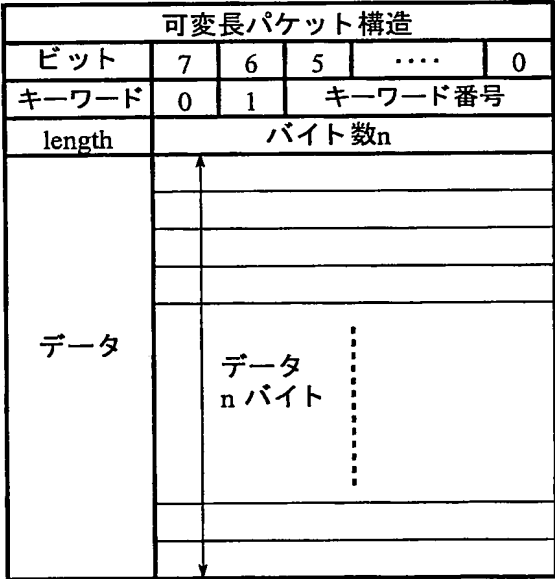 可変長パケット構造
ビット 7 6 5 ‥‥ 0
キーワード 0 1 キーワード番号
length バイト数n
データ
データ
n バイト